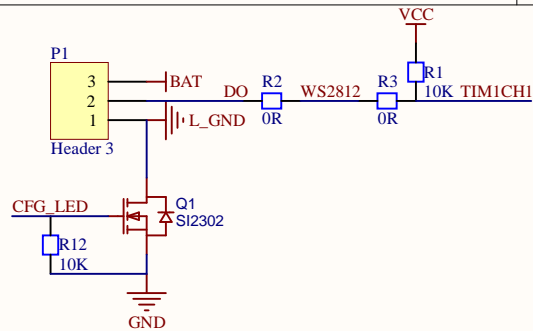 VCC
P1
3
BAT
2
DO
R2
0R
WS2812
R3
0R
R1
10K
TIM1CH1
1
L_GND
Header 3
CFG_LED
Q1
SI2302
R12
10K
GND